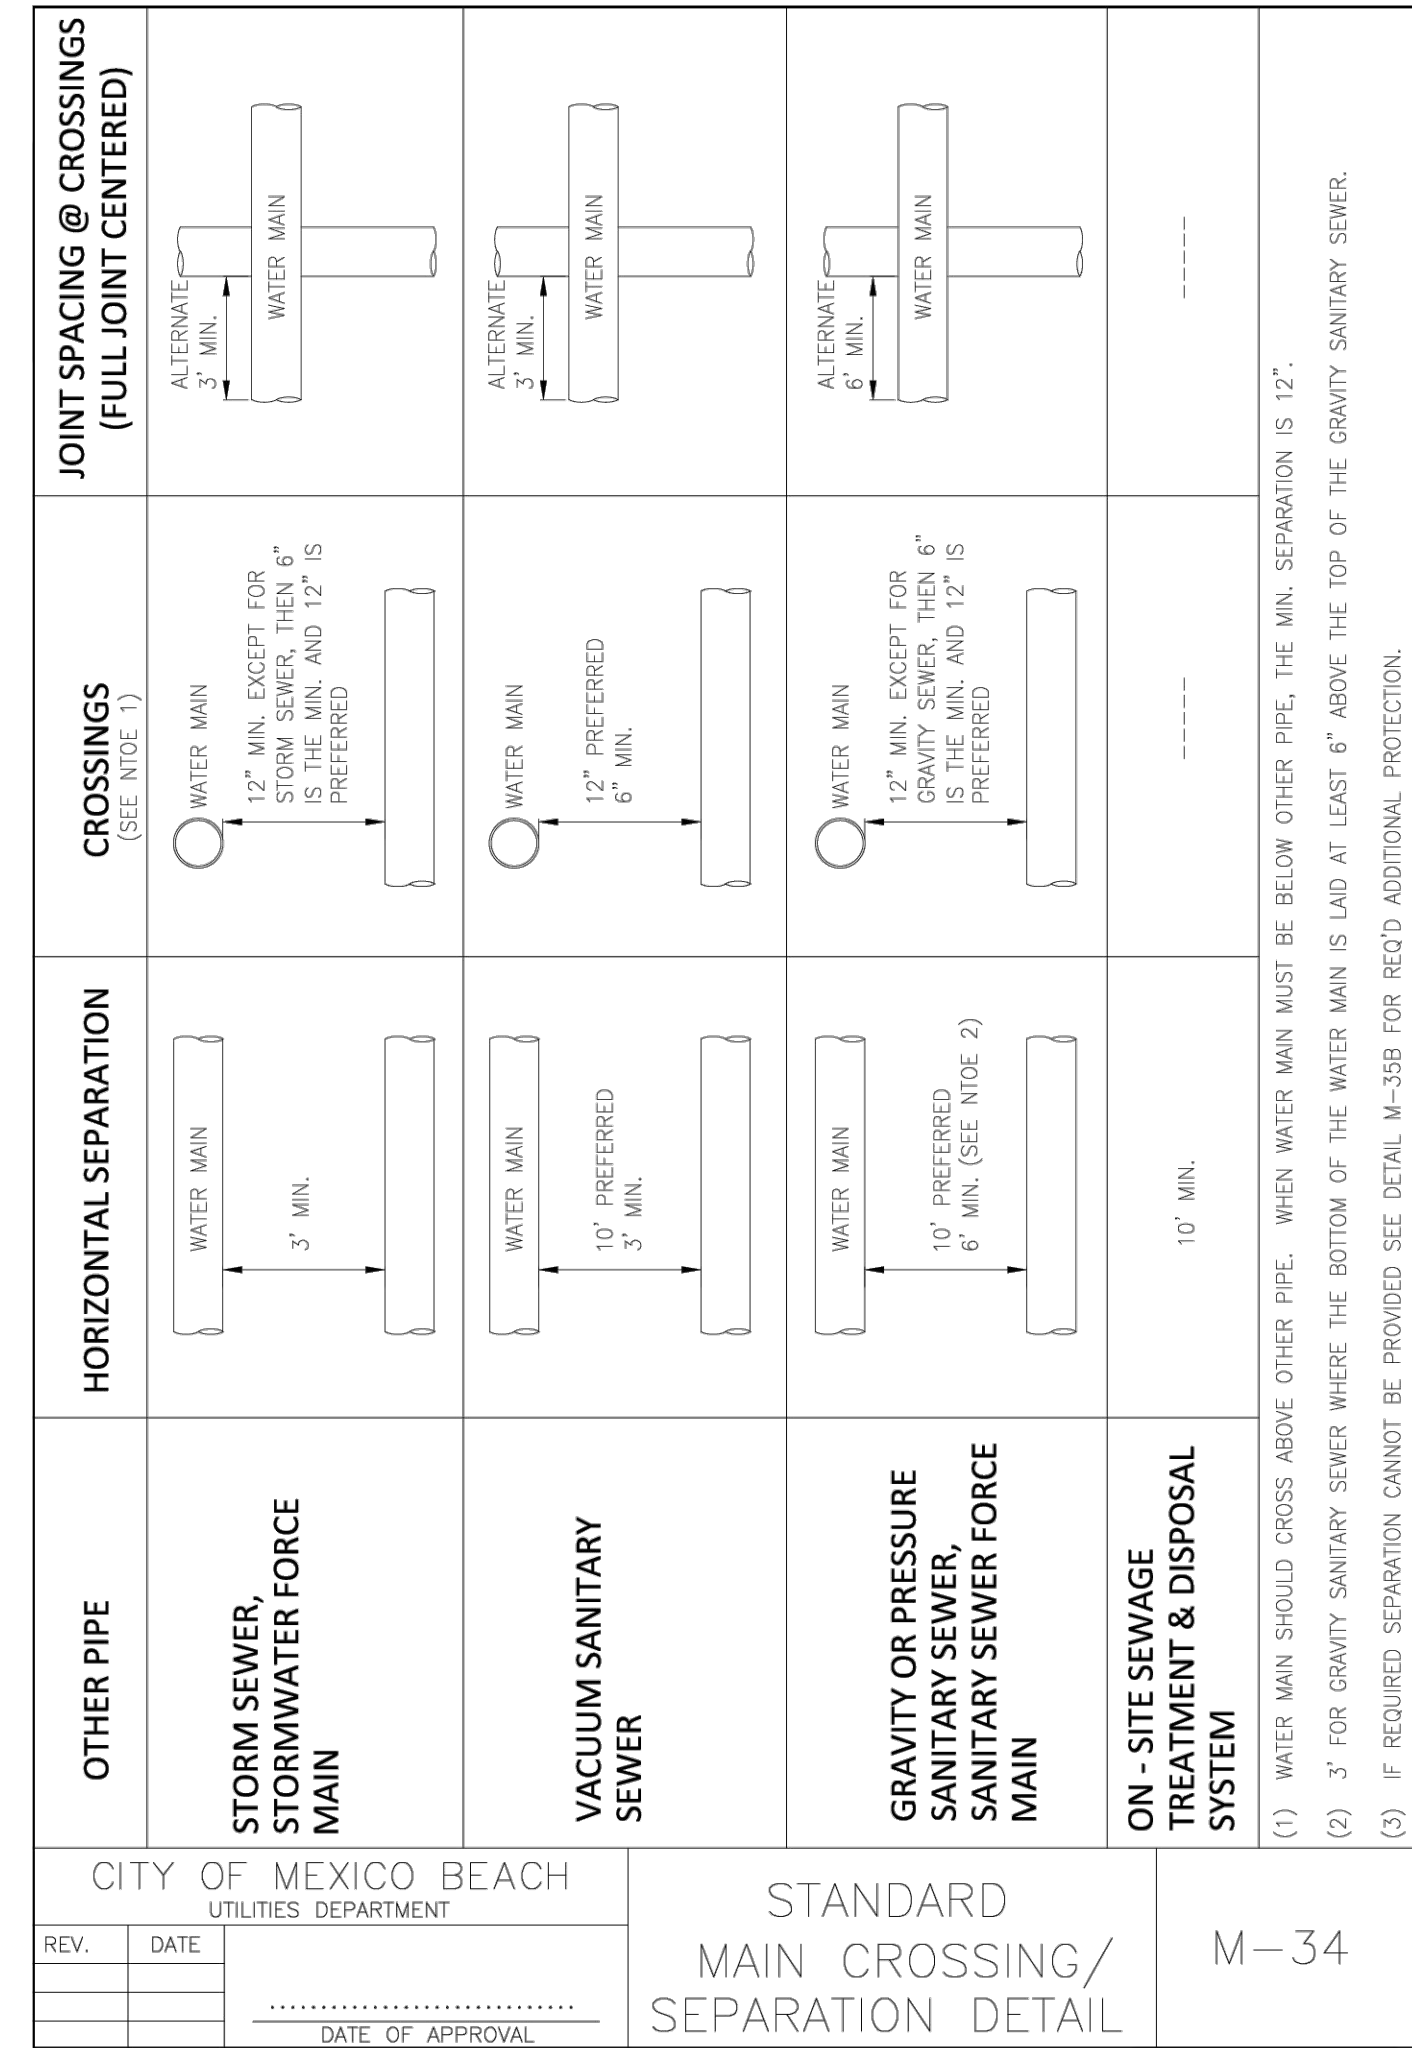 OTHER PIPE
HORIZONTAL SEPARATION
CROSSINGS
(SEE NTOE 1)
JOINT SPACING @ CROSSINGS
(FULL JOINT CENTERED)
STORM SEWER,
STORMWATER FORCE
MAIN
WATER MAIN
3' MIN.
WATER MAIN
12" MIN. EXCEPT FOR
STORM SEWER, THEN 6"
IS THE MIN. AND 12" IS
PREFERRED
ALTERNATE
3' MIN.
WATER MAIN
VACUUM SANITARY
SEWER
WATER MAIN
10' PREFERRED
3' MIN.
WATER MAIN
12" PREFERRED
6" MIN.
ALTERNATE
3' MIN.
WATER MAIN
GRAVITY OR PRESSURE
SANITARY SEWER,
SANITARY SEWER FORCE
MAIN
WATER MAIN
10' PREFERRED
6' MIN. (SEE NTOE 2)
WATER MAIN
12" MIN. EXCEPT FOR
GRAVITY SEWER, THEN 6"
IS THE MIN. AND 12" IS
PREFERRED
ALTERNATE
6' MIN.
WATER MAIN
ON - SITE SEWAGE
TREATMENT & DISPOSAL
SYSTEM
10' MIN.
-----
-----
(1) WATER MAIN SHOULD CROSS ABOVE OTHER PIPE. WHEN WATER MAIN MUST BE BELOW OTHER PIPE, THE MIN. SEPARATION IS 12".
(2) 3' FOR GRAVITY SANITARY SEWER WHERE THE BOTTOM OF THE WATER MAIN IS LAID AT LEAST 6" ABOVE THE TOP OF THE GRAVITY SANITARY SEWER.
(3) IF REQUIRED SEPARATION CANNOT BE PROVIDED SEE DETAIL M-35B FOR REQ'D ADDITIONAL PROTECTION.
CITY OF MEXICO BEACH
UTILITIES DEPARTMENT
REV. DATE
DATE OF APPROVAL
STANDARD
MAIN CROSSING/
SEPARATION DETAIL
M-34